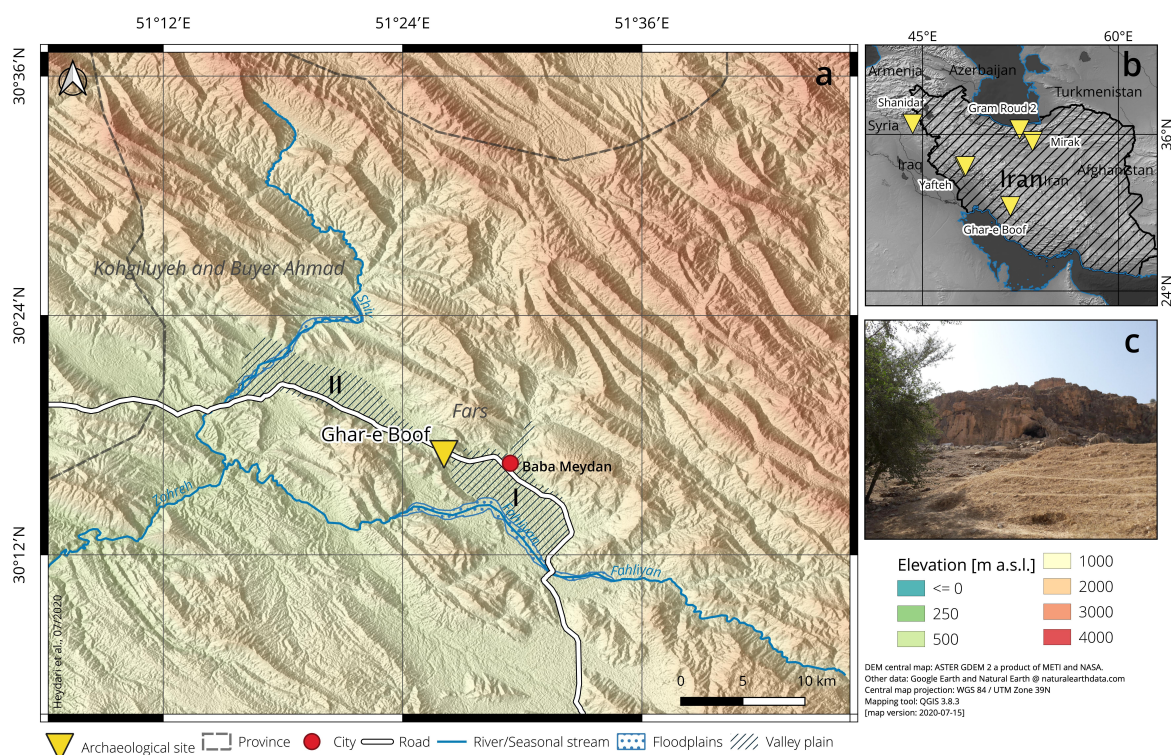 51°12′E 51°24′E 51°36′E
30°36′N
30°24′N
30°12′N
a
Kohgiluyeh and Buyer Ahmad
Shiv
II
Fars
Ghar-e Boof
Baba Meydan
I
Zohreh
Fahliyan
Fahliyan
Heydari et al., 07/2020
0 5 10 km
45°E 60°E
b
Armenia
Azerbaijan
Turkmenistan
Shanidar
Gram Roud 2
36°N
Syria
Mirak
Iraq
Afghanistan
Yafteh
Iran
Iran
Ghar-e Boof
24°N
c
Elevation [m a.s.l.]
<= 0
250
500
1000
2000
3000
4000
DEM central map: ASTER GDEM 2 a product of METI and NASA.
Other data: Google Earth and Natural Earth @ naturalearthdata.com
Central map projection: WGS 84 / UTM Zone 39N
Mapping tool: QGIS 3.8.3
[map version: 2020-07-15]
Archaeological site Province City Road River/Seasonal stream Floodplains Valley plain